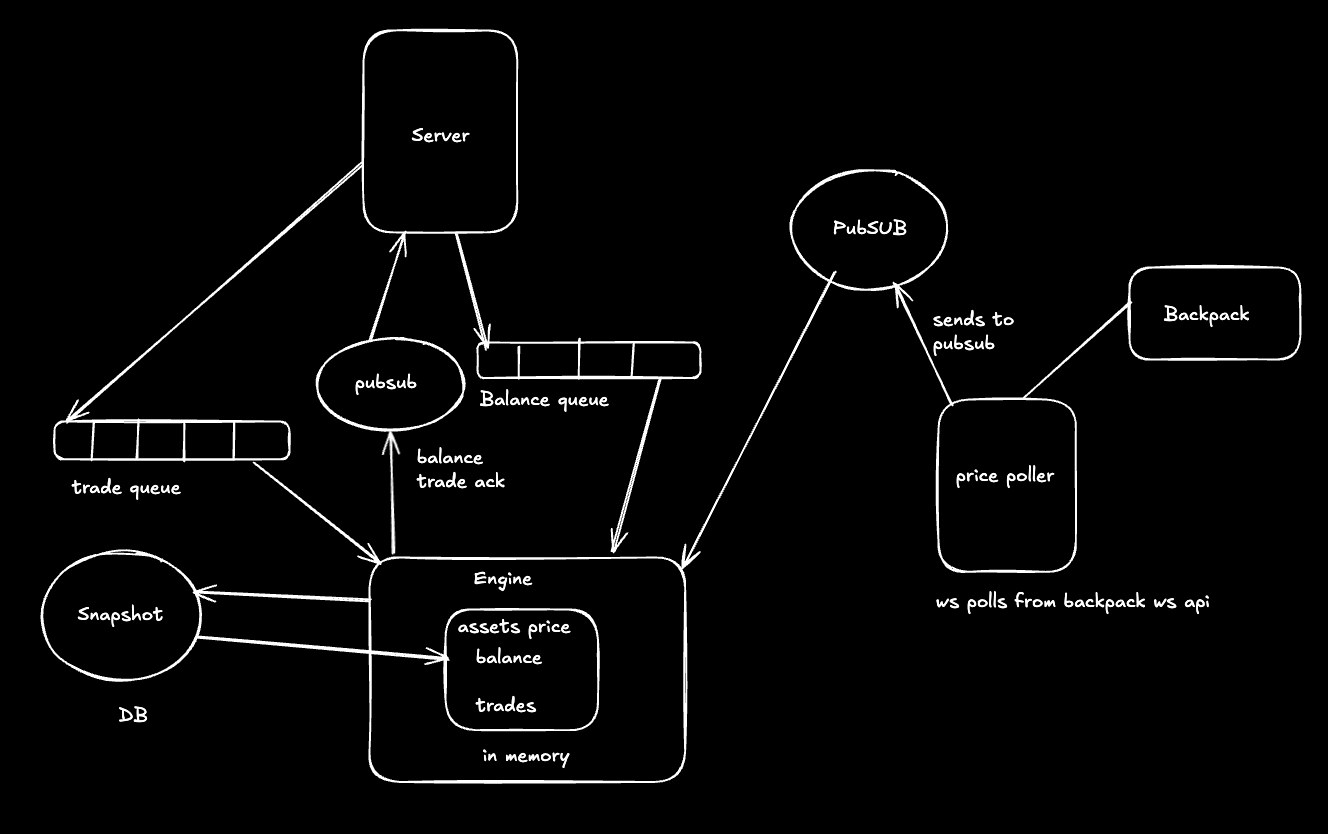 Server
PubSUB
Backpack
sends to
pubsub
pubsub
Balance queue
balance
trade ack
trade queue
price poller
ws polls from backpack ws api
Engine
assets price
balance
trades
in memory
Snapshot
DB